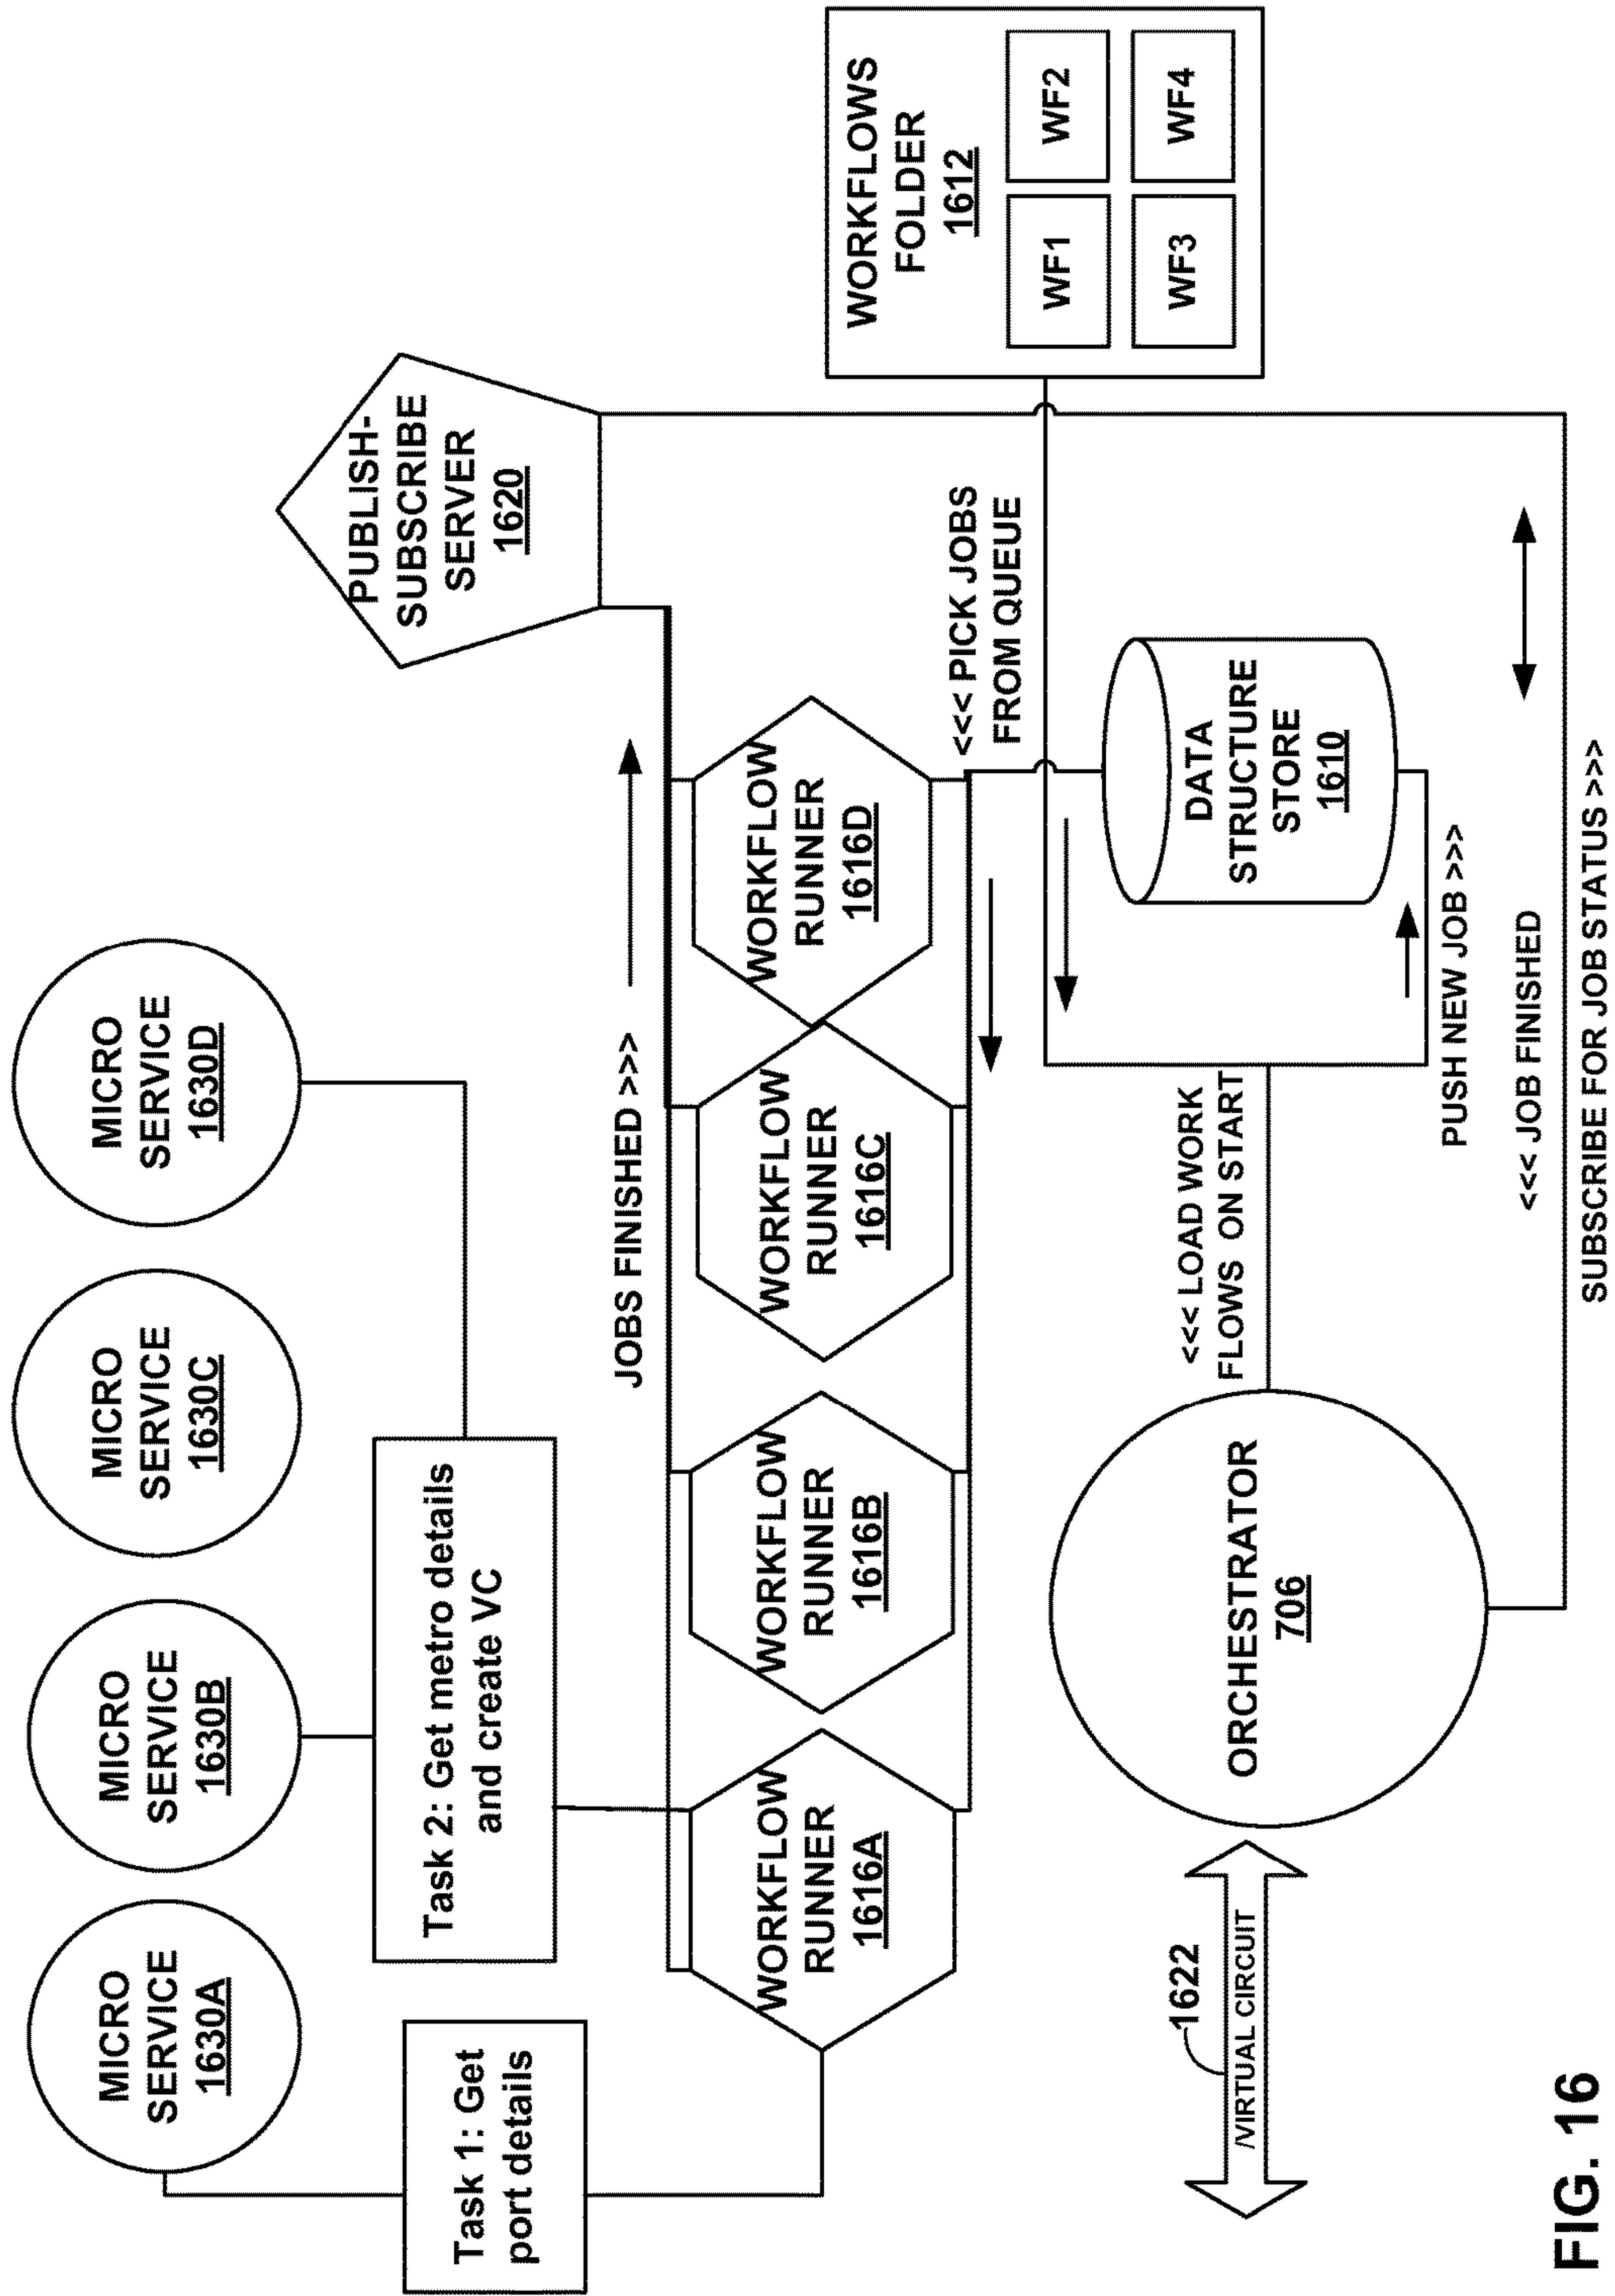 MICRO
SERVICE
1630A
MICRO
SERVICE
1630B
MICRO
SERVICE
1630C
MICRO
SERVICE
1630D
Task 1: Get
port details
Task 2: Get metro details
and create VC
PUBLISH-
SUBSCRIBE
SERVER
1620
JOBS FINISHED >>>
WORKFLOW
RUNNER
1616A
WORKFLOW
RUNNER
1616B
WORKFLOW
RUNNER
1616C
WORKFLOW
RUNNER
1616D
<<< PICK JOBS
FROM QUEUE
WORKFLOWS
FOLDER
1612
WF1
WF2
WF3
WF4
1622
/VIRTUAL CIRCUIT
ORCHESTRATOR
706
<<< LOAD WORK
FLOWS ON START
DATA
STRUCTURE
STORE
1610
PUSH NEW JOB >>>
<<< JOB FINISHED
SUBSCRIBE FOR JOB STATUS >>>
FIG. 16